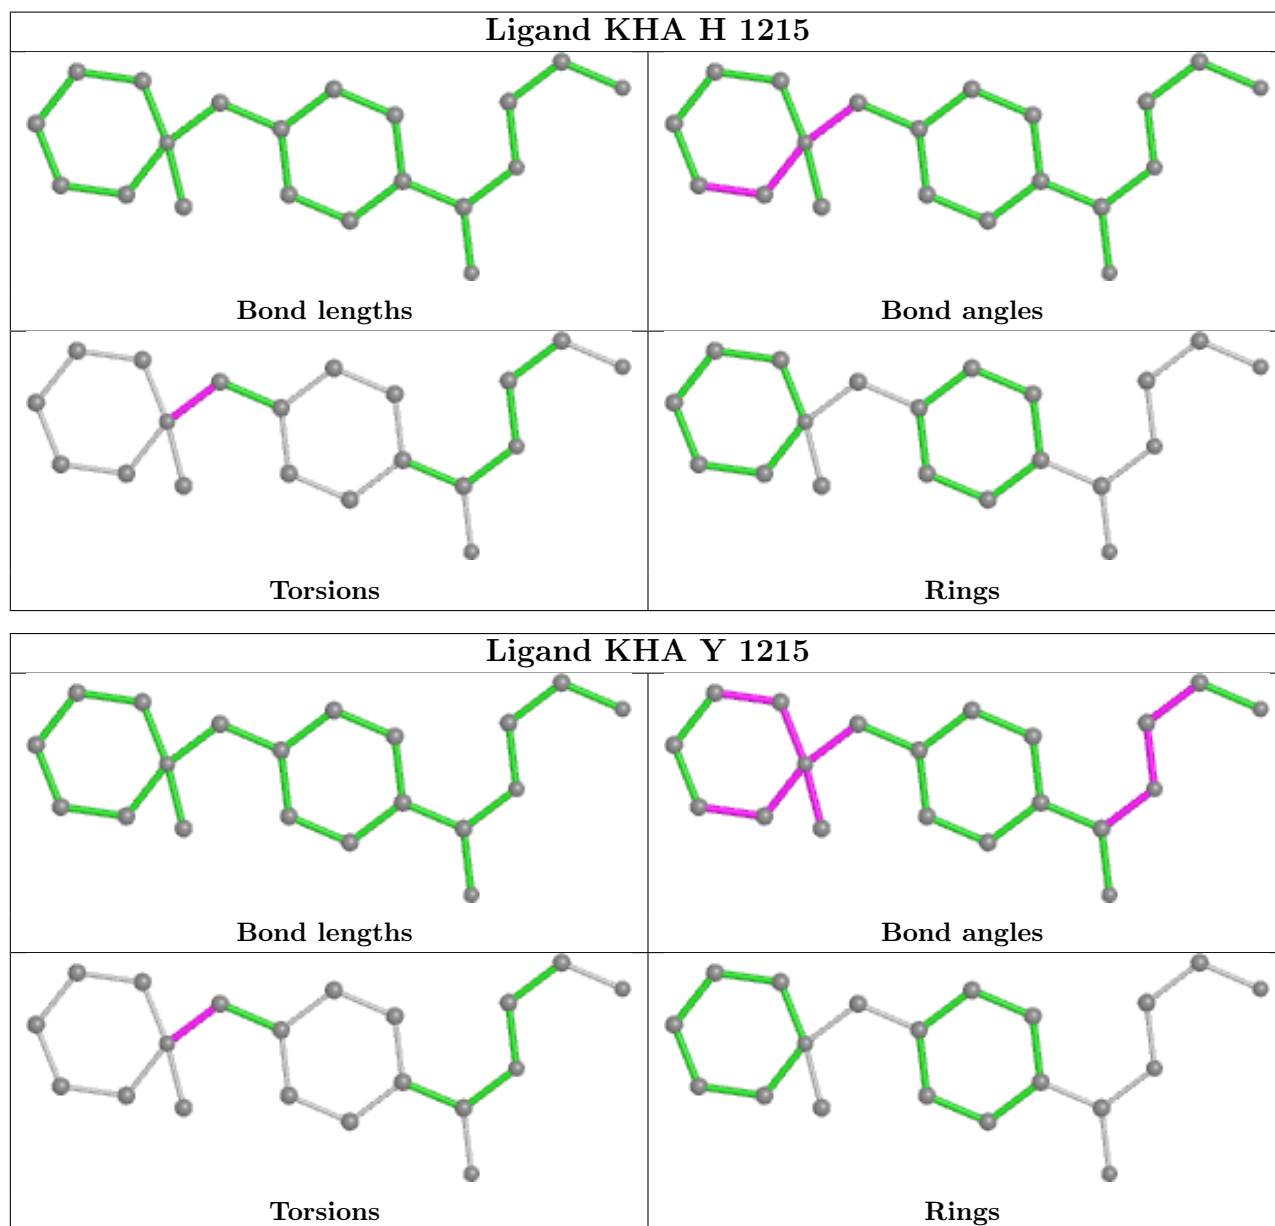 Ligand KHA H 1215
Bond lengths
Bond angles
Torsions
Rings
Ligand KHA Y 1215
Bond lengths
Bond angles
Torsions
Rings